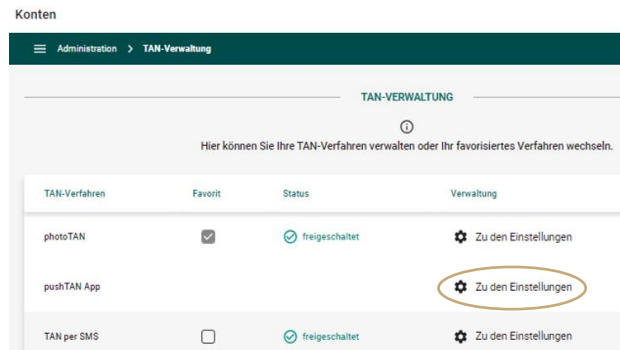 Konten
Administration > TAN-Verwaltung
TAN-VERWALTUNG
Hier können Sie Ihre TAN-Verfahren verwalten oder Ihr favorisiertes Verfahren wechseln.
TAN-Verfahren Favorit Status Verwaltung
photoTAN freigeschaltet Zu den Einstellungen
pushTAN App Zu den Einstellungen
TAN per SMS freigeschaltet Zu den Einstellungen